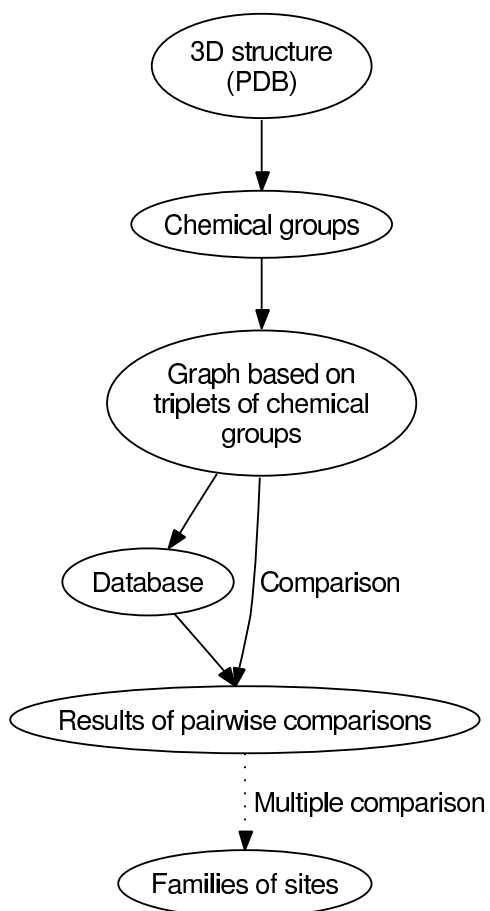 3D structure
(PDB)
Chemical groups
Graph based on
triplets of chemical
groups
Database
Comparison
Results of pairwise comparisons
Multiple comparison
Families of sites